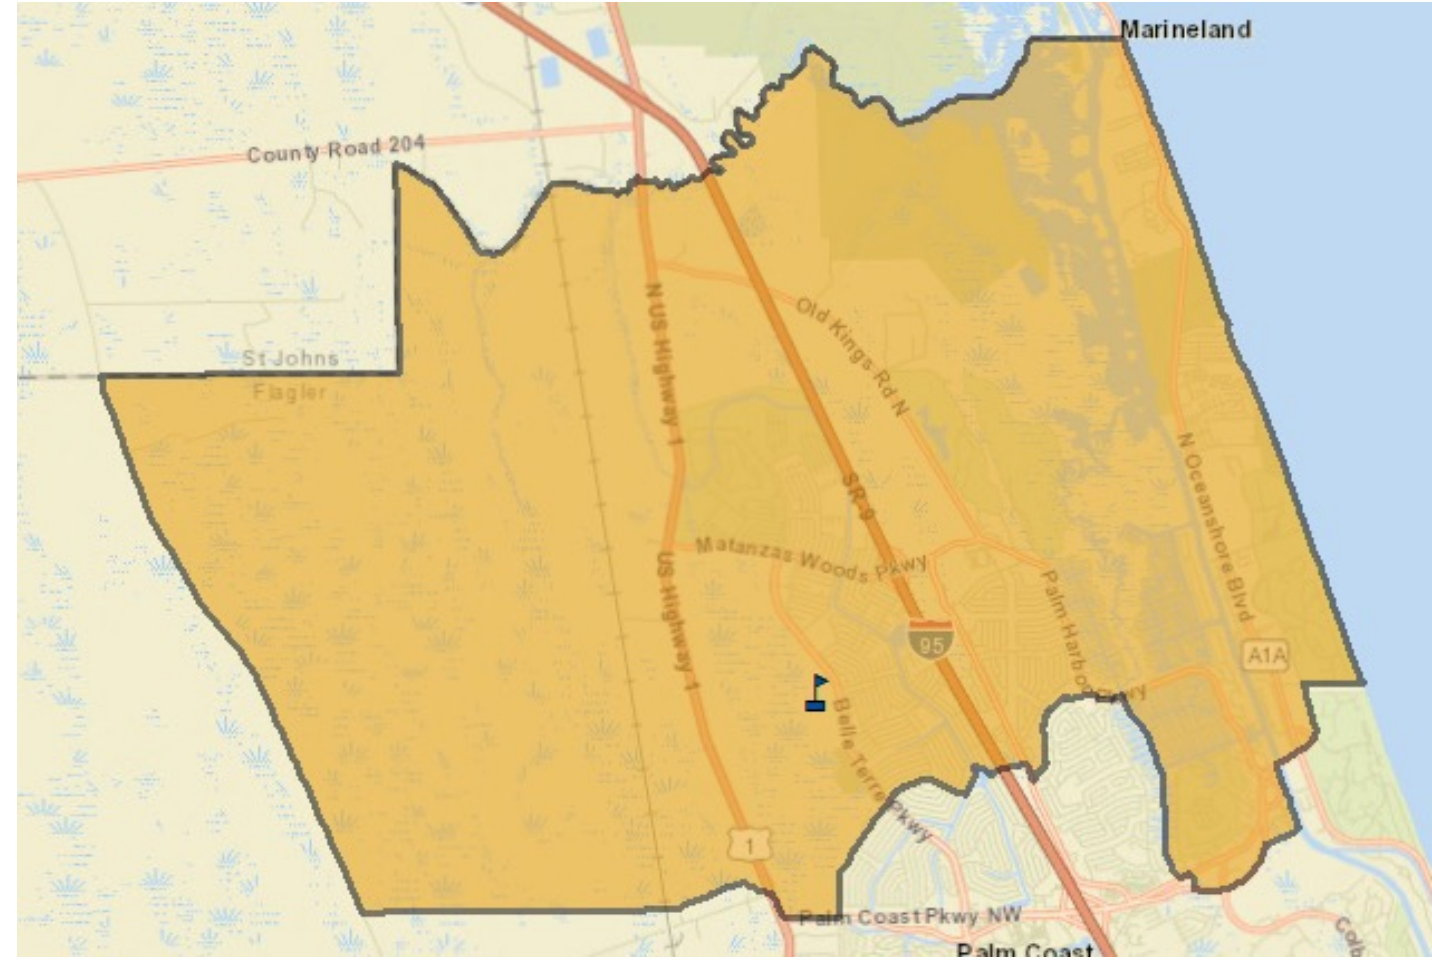 Marineland
County Road 204
N US Highway 1
Old Kings Rd N
St Johns
Flagler
SR-9
N Oceanshore Blvd
Matanzas Woods Pkwy
US Highway 1
Palm Harbor Pkwy
95
A1A
Belle Terre Pkwy
1
Palm Coast Pkwy NW
Palm Coast